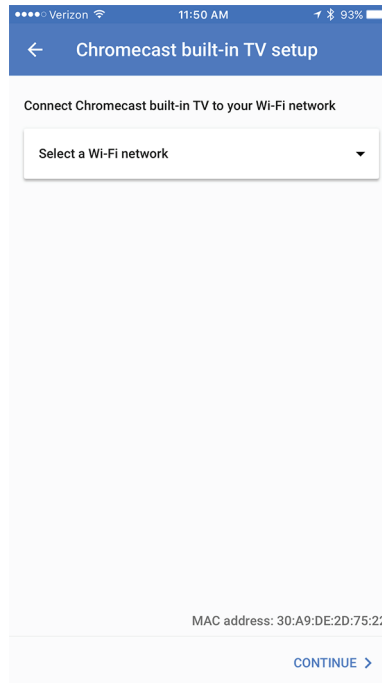 Verizon 11:50 AM 93%
Chromecast built-in TV setup
Connect Chromecast built-in TV to your Wi-Fi network
Select a Wi-Fi network
MAC address: 30:A9:DE:2D:75:22
CONTINUE